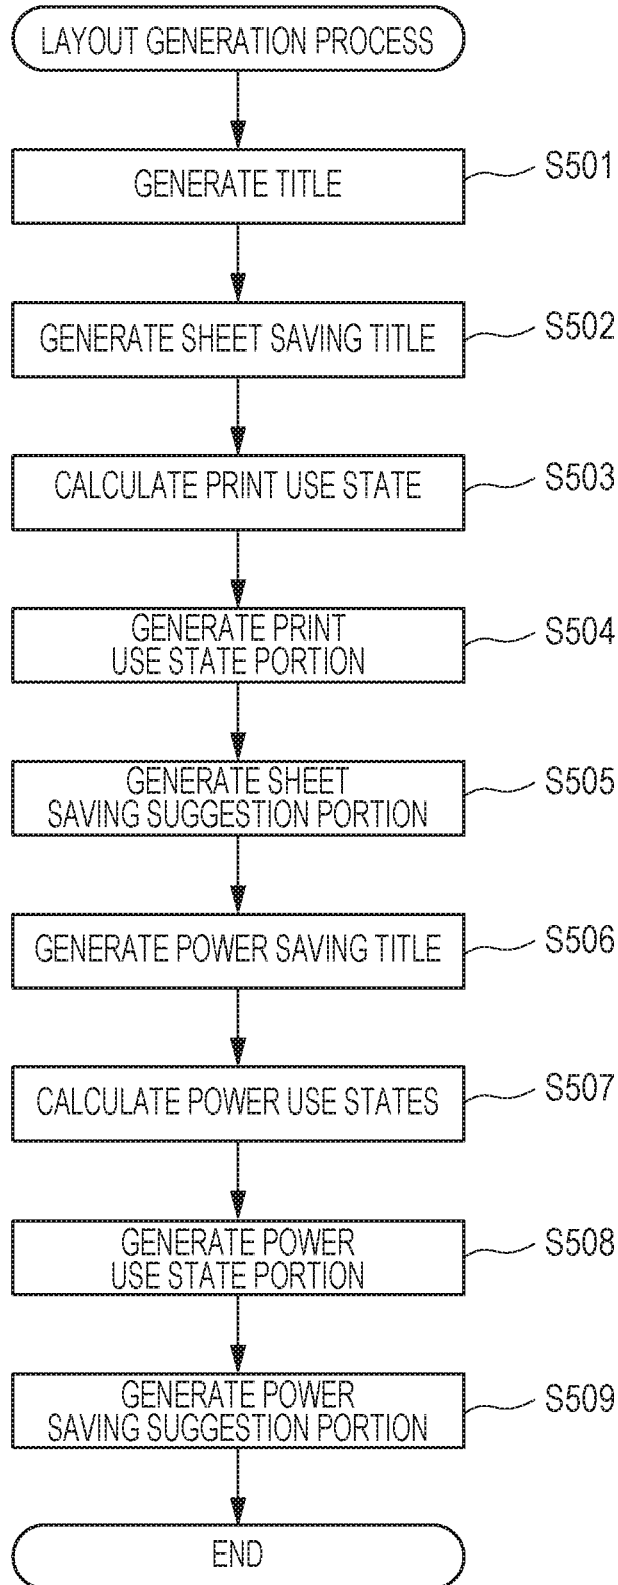 LAYOUT GENERATION PROCESS
GENERATE TITLE
S501
GENERATE SHEET SAVING TITLE
S502
CALCULATE PRINT USE STATE
S503
GENERATE PRINT
USE STATE PORTION
S504
GENERATE SHEET
SAVING SUGGESTION PORTION
S505
GENERATE POWER SAVING TITLE
S506
CALCULATE POWER USE STATES
S507
GENERATE POWER
USE STATE PORTION
S508
GENERATE POWER
SAVING SUGGESTION PORTION
S509
END